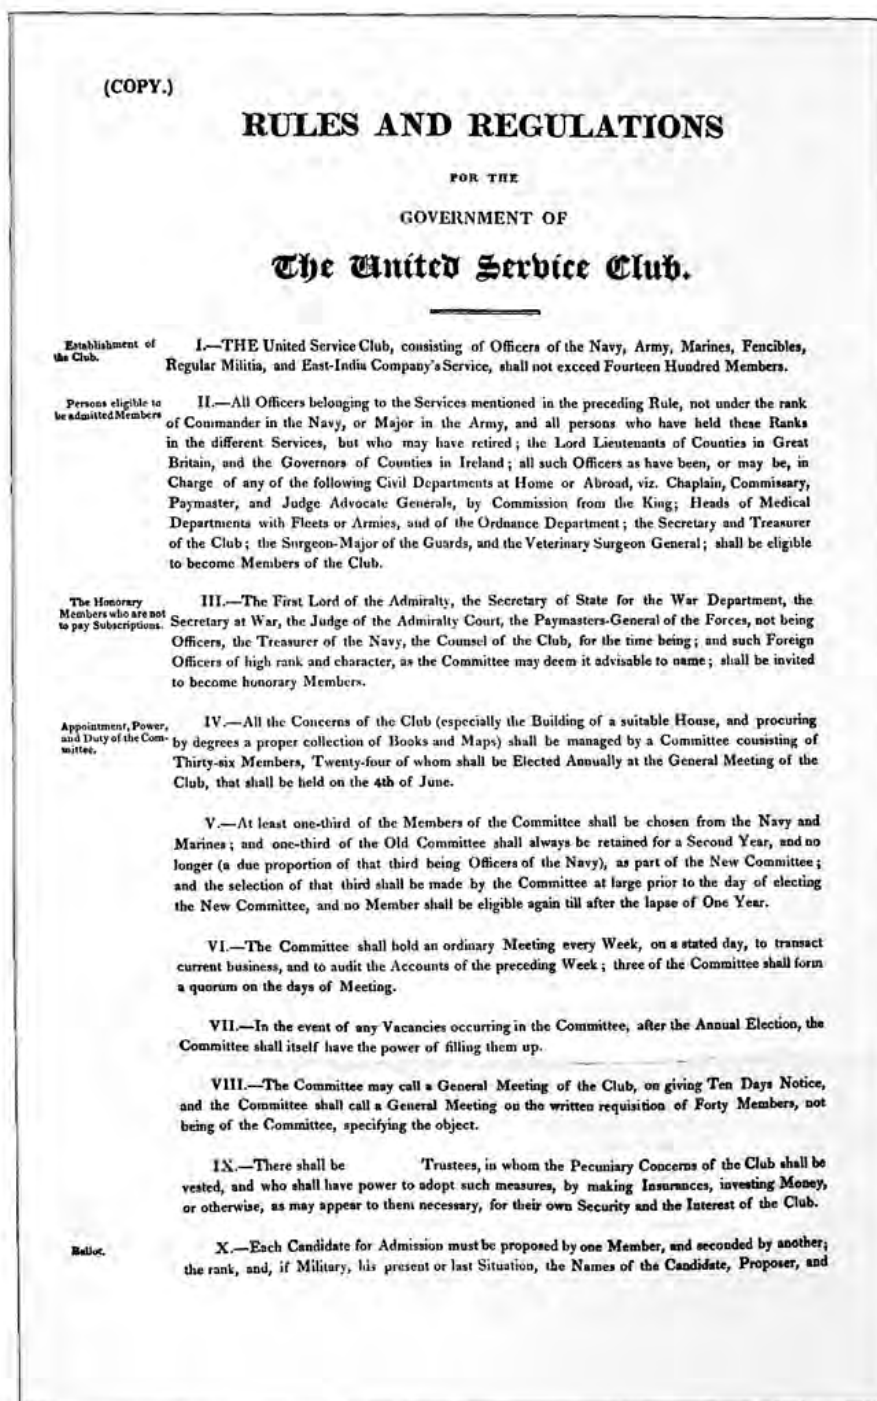 (COPY.)
RULES AND REGULATIONS
FOR THE
GOVERNMENT OF
The United Service Club.
Establishment of
the Club.
I.—THE United Service Club, consisting of Officers of the Navy, Army, Marines, Fencibles,
Regular Militia, and East-India Company's Service, shall not exceed Fourteen Hundred Members.
Persons eligible to
be admitted Members
II.—All Officers belonging to the Services mentioned in the preceding Rule, not under the rank
of Commander in the Navy, or Major in the Army, and all persons who have held these Ranks
in the different Services, but who may have retired; the Lord Lieutenants of Counties in Great
Britain, and the Governors of Counties in Ireland; all such Officers as have been, or may be, in
Charge of any of the following Civil Departments at Home or Abroad, viz. Chaplain, Commissary,
Paymaster, and Judge Advocate Generals, by Commission from the King; Heads of Medical
Departments with Fleets or Armies, and of the Ordnance Department; the Secretary and Treasurer
of the Club; the Surgeon-Major of the Guards, and the Veterinary Surgeon General; shall be eligible
to become Members of the Club.
The Honorary
Members who are not
to pay Subscriptions.
III.—The First Lord of the Admiralty, the Secretary of State for the War Department, the
Secretary at War, the Judge of the Admiralty Court, the Paymasters-General of the Forces, not being
Officers, the Treasurer of the Navy, the Counsel of the Club, for the time being; and such Foreign
Officers of high rank and character, as the Committee may deem it advisable to name; shall be invited
to become honorary Members.
Appointment, Power,
and Duty of the Com-
mittee.
IV.—All the Concerns of the Club (especially the Building of a suitable House, and procuring
by degrees a proper collection of Books and Maps) shall be managed by a Committee consisting of
Thirty-six Members, Twenty-four of whom shall be Elected Annually at the General Meeting of the
Club, that shall be held on the 4th of June.
V.—At least one-third of the Members of the Committee shall be chosen from the Navy and
Marines; and one-third of the Old Committee shall always be retained for a Second Year, and no
longer (a due proportion of that third being Officers of the Navy), as part of the New Committee;
and the selection of that third shall be made by the Committee at large prior to the day of electing
the New Committee, and no Member shall be eligible again till after the lapse of One Year.
VI.—The Committee shall hold an ordinary Meeting every Week, on a stated day, to transact
current business, and to audit the Accounts of the preceding Week; three of the Committee shall form
a quorum on the days of Meeting.
VII.—In the event of any Vacancies occurring in the Committee, after the Annual Election, the
Committee shall itself have the power of filling them up.
VIII.—The Committee may call a General Meeting of the Club, on giving Ten Days Notice,
and the Committee shall call a General Meeting on the written requisition of Forty Members, not
being of the Committee, specifying the object.
IX.—There shall be Trustees, in whom the Pecuniary Concerns of the Club shall be
vested, and who shall have power to adopt such measures, by making Insurances, investing Money,
or otherwise, as may appear to them necessary, for their own Security and the Interest of the Club.
Ballot.
X.—Each Candidate for Admission must be proposed by one Member, and seconded by another;
the rank, and, if Military, his present or last Situation, the Names of the Candidate, Proposer, and